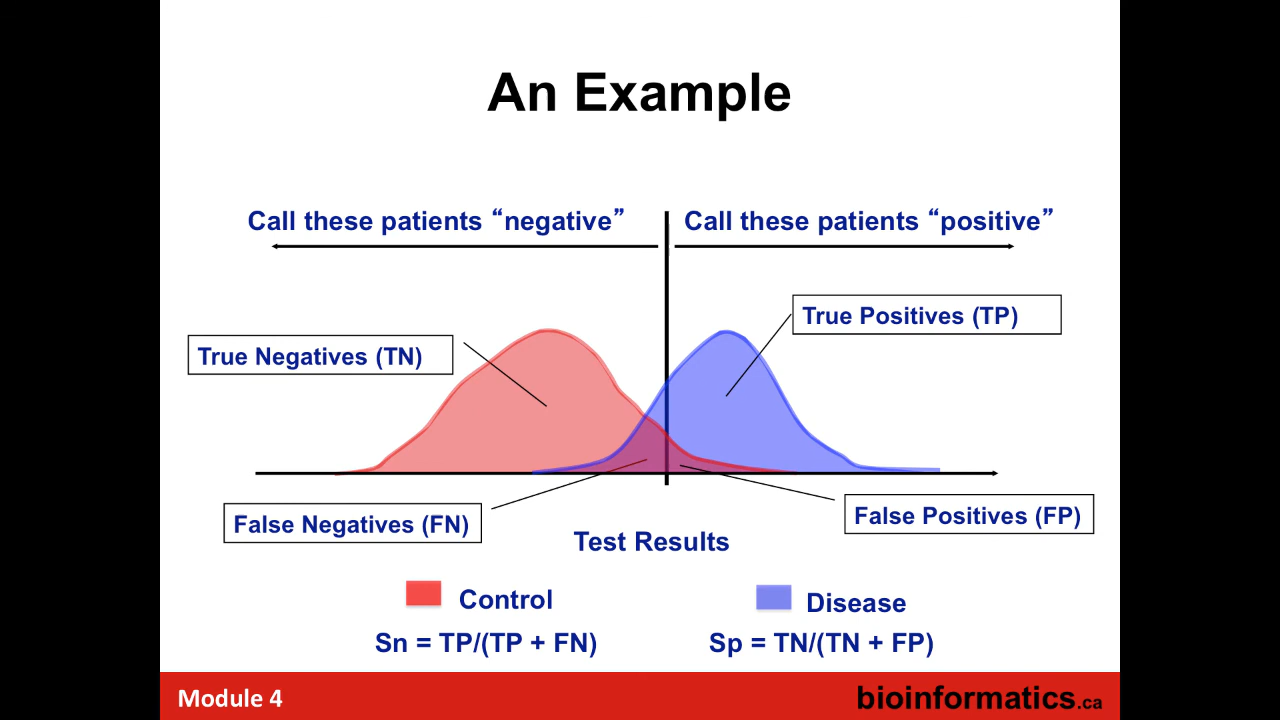 An Example
Call these patients “negative”
Call these patients “positive”
True Positives (TP)
True Negatives (TN)
False Negatives (FN)
False Positives (FP)
Test Results
Control
Disease
Sn = TP/(TP + FN)
Sp = TN/(TN + FP)
Module 4
bioinformatics.ca